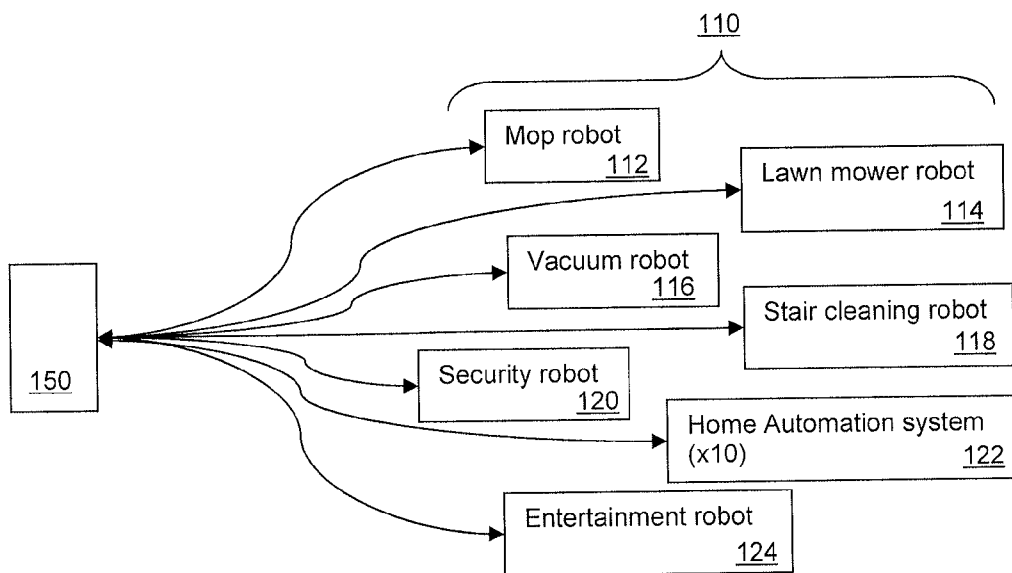 110
Mop robot
112
Lawn mower robot
114
Vacuum robot
116
Stair cleaning robot
118
150
Security robot
120
Home Automation system
(x10)
122
Entertainment robot
124